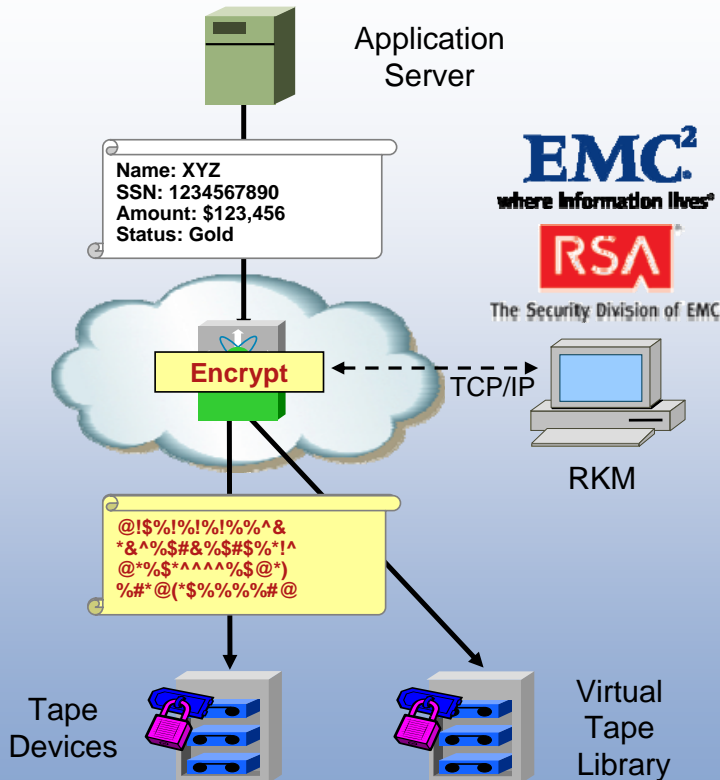 Application
Server
Name: XYZ
SSN: 1234567890
Amount: $123,456
Status: Gold
EMC²
where information lives®
RSA
The Security Division of EMC
Encrypt
TCP/IP
RKM
@!$%!%!%!%%^&
*&^%$#&%$#$%*!^
@*%$*^^^^%$@*)
%#*@(*$%%%%#@
Tape
Devices
Virtual
Tape
Library